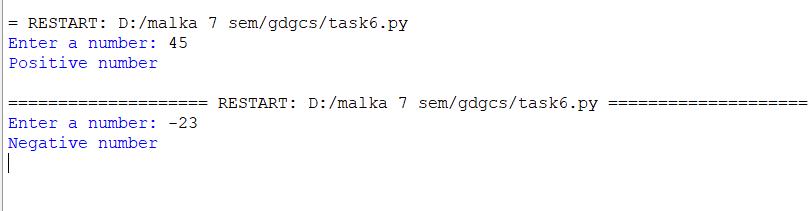 = RESTART: D:/malka 7 sem/gdgcs/task6.py
Enter a number: 45
Positive number
==================== RESTART: D:/malka 7 sem/gdgcs/task6.py ====================
Enter a number: -23
Negative number